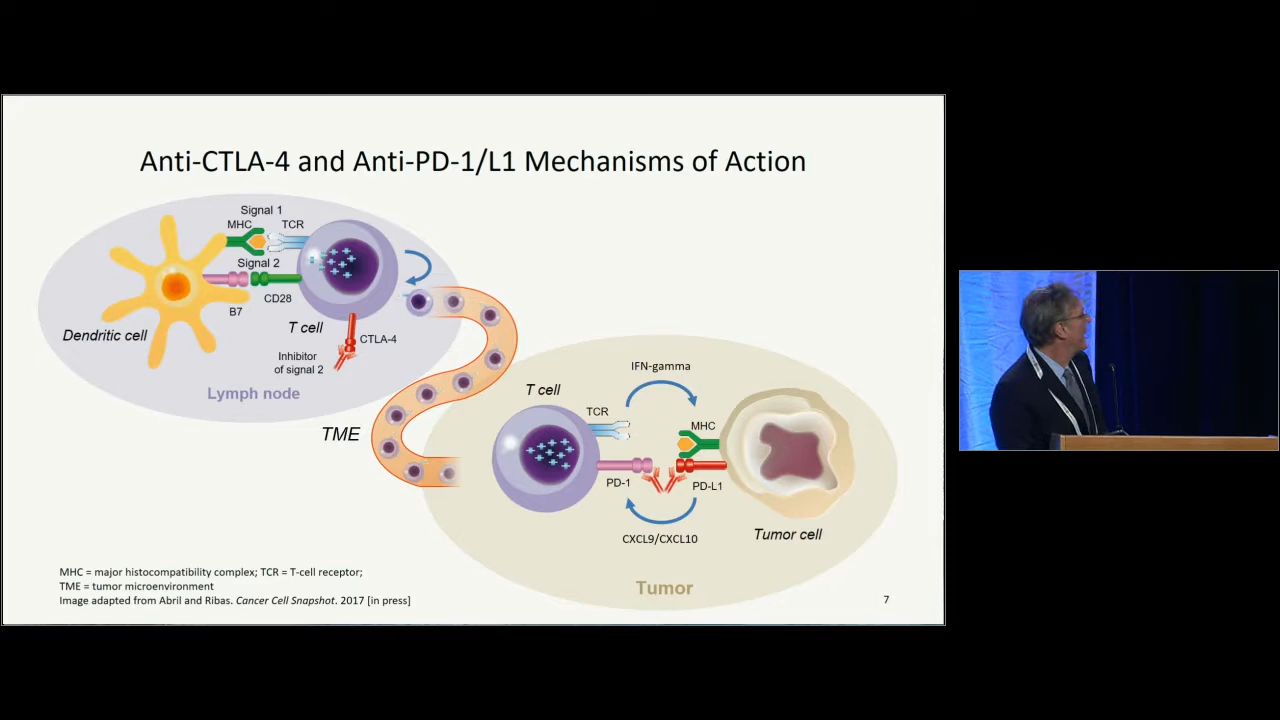 Anti-CTLA-4 and Anti-PD-1/L1 Mechanisms of Action
Signal 1
MHC
TCR
Signal 2
CD28
B7
Dendritic cell
T cell
CTLA-4
Inhibitor
of signal 2
Lymph node
TME
IFN-gamma
T cell
TCR
MHC
PD-1
PD-L1
CXCL9/CXCL10
Tumor cell
Tumor
MHC = major histocompatibility complex; TCR = T-cell receptor;
TME = tumor microenvironment
Image adapted from Abril and Ribas. Cancer Cell Snapshot. 2017 [in press]
7